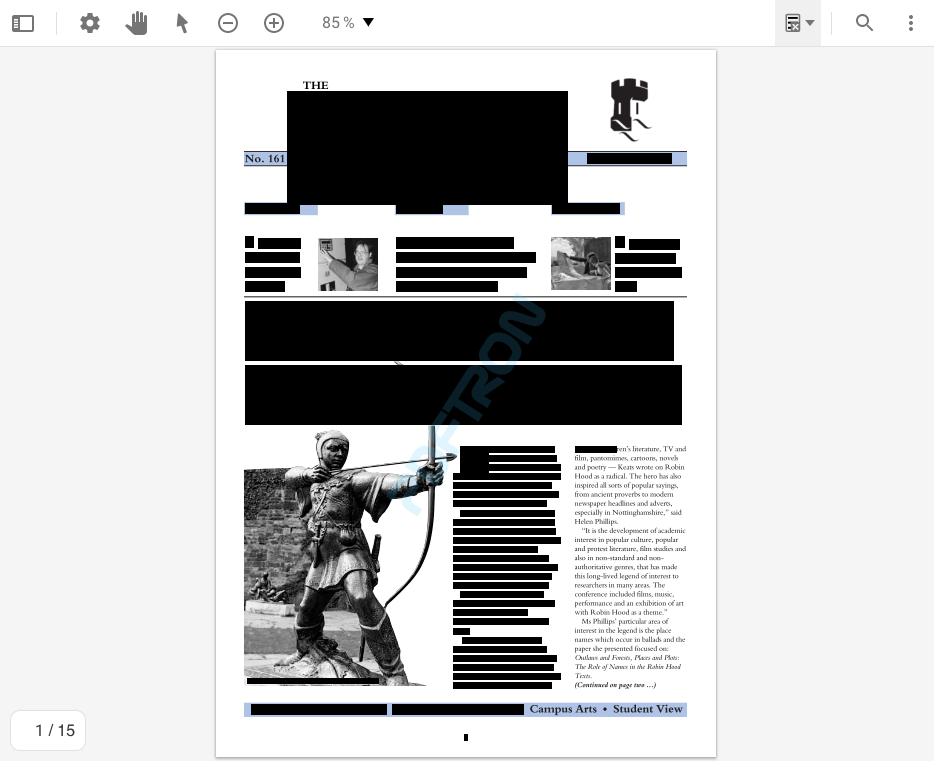 85 %
THE
No. 161
PDFTRON
ren's literature, TV and
film, pantomimes, cartoons, novels
and poetry — Keats wrote on Robin
Hood as a radical. The hero has also
inspired all sorts of popular sayings,
from ancient proverbs to modern
newspaper headlines and adverts,
especially in Nottinghamshire," said
Helen Phillips.
"It is the development of academic
interest in popular culture, popular
and protest literature, film studies and
also in non-standard and non-
authoritative genres, that has made
this long-lived legend of interest to
researchers in many areas. The
conference included films, music,
performance and an exhibition of art
with Robin Hood as a theme."
Ms Phillips' particular area of
interest in the legend is the place
names which occur in ballads and the
paper she presented focused on:
Outlaws and Forests, Places and Plots:
The Role of Names in the Robin Hood
Texts.
(Continued on page two ...)
Campus Arts • Student View
1 / 15